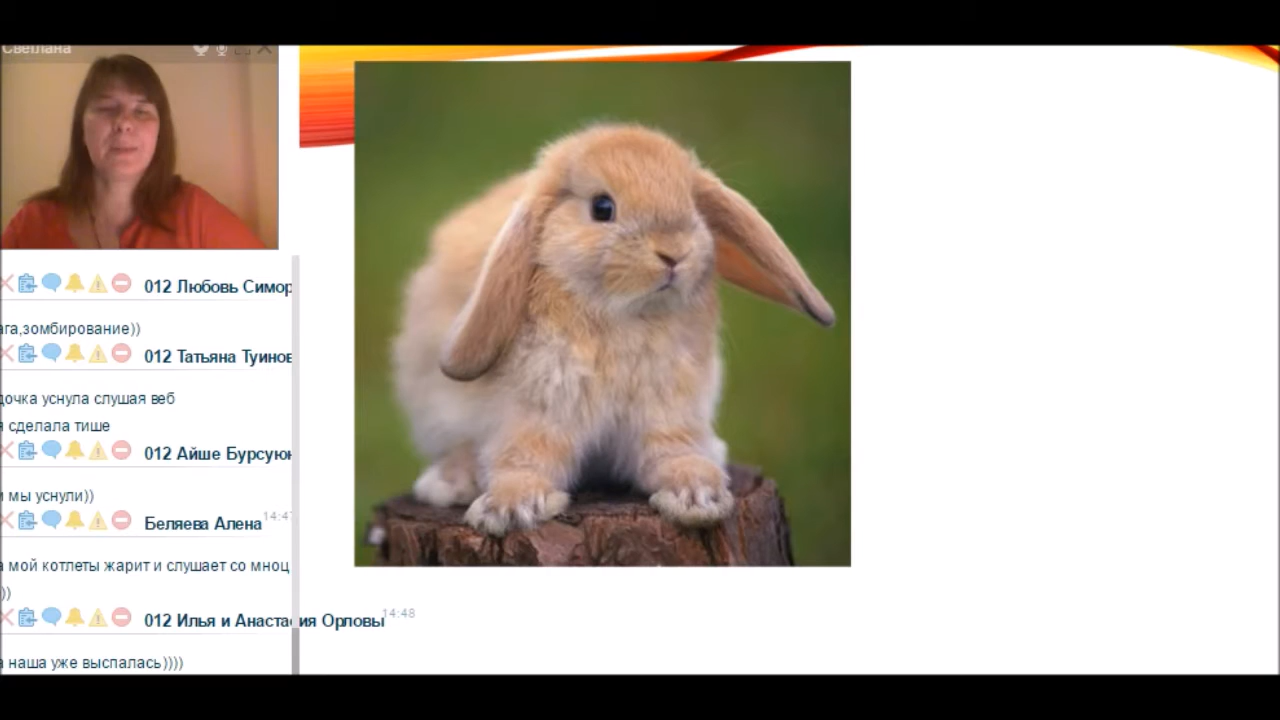 Светлана
012 Любовь Симор
ага,зомбирование))
012 Татьяна Туинов
дочка уснула слушая веб
я сделала тише
012 Айше Бурсуюк
и мы уснули))
Беляева Алена 14:47
а мой котлеты жарит и слушает со мноц
))
012 Илья и Анастасия Орловы 14:48
а наша уже выспалась))))